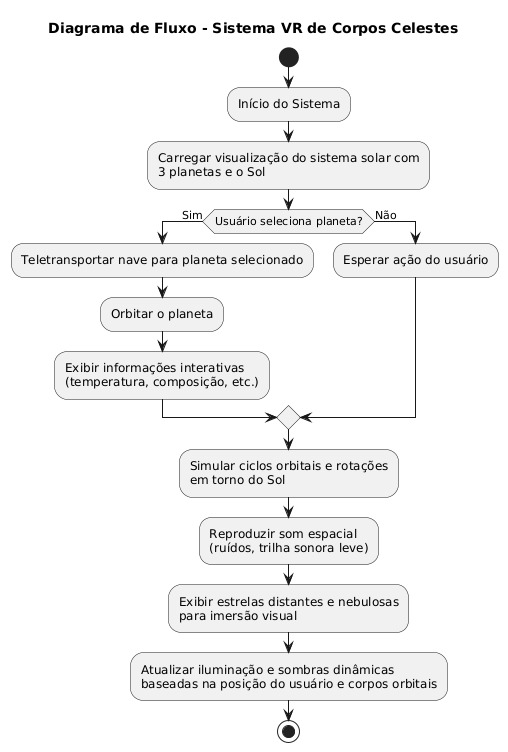 Diagrama de Fluxo - Sistema VR de Corpos Celestes
Início do Sistema
Carregar visualização do sistema solar com
3 planetas e o Sol
Usuário seleciona planeta?
Sim
Não
Teletransportar nave para planeta selecionado
Esperar ação do usuário
Orbitar o planeta
Exibir informações interativas
(temperatura, composição, etc.)
Simular ciclos orbitais e rotações
em torno do Sol
Reproduzir som espacial
(ruídos, trilha sonora leve)
Exibir estrelas distantes e nebulosas
para imersão visual
Atualizar iluminação e sombras dinâmicas
baseadas na posição do usuário e corpos orbitais